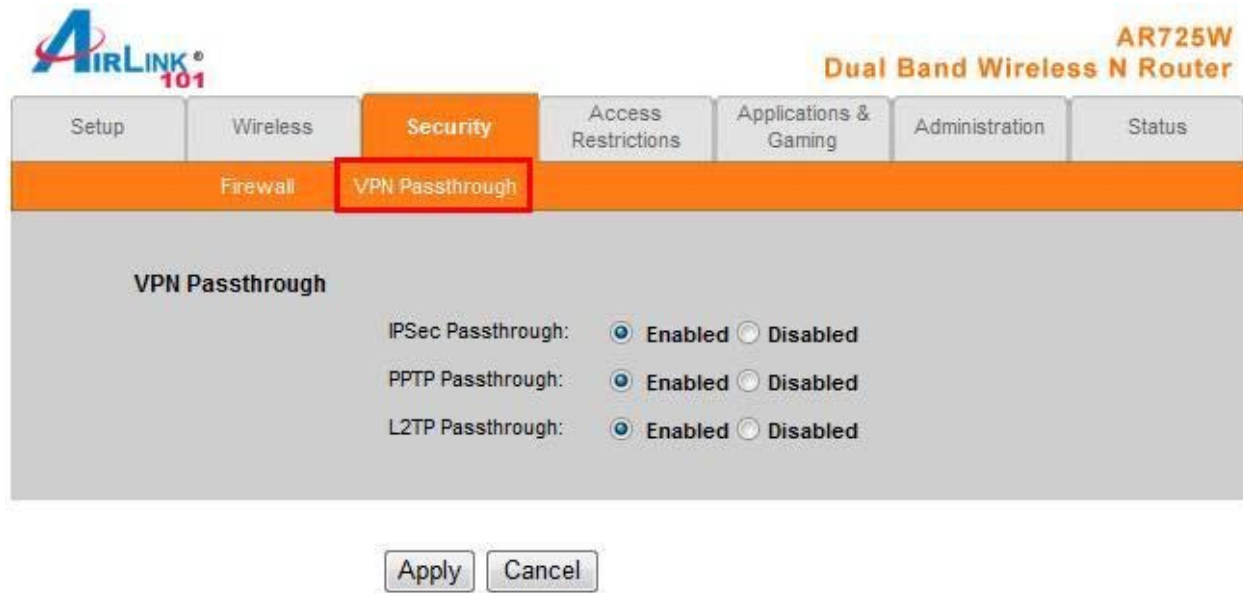 AIRLINK®
101
AR725W
Dual Band Wireless N Router
Setup Wireless Security Access Restrictions Applications & Gaming Administration Status
Firewall VPN Passthrough
VPN Passthrough
IPSec Passthrough: Enabled Disabled
PPTP Passthrough: Enabled Disabled
L2TP Passthrough: Enabled Disabled
Apply Cancel